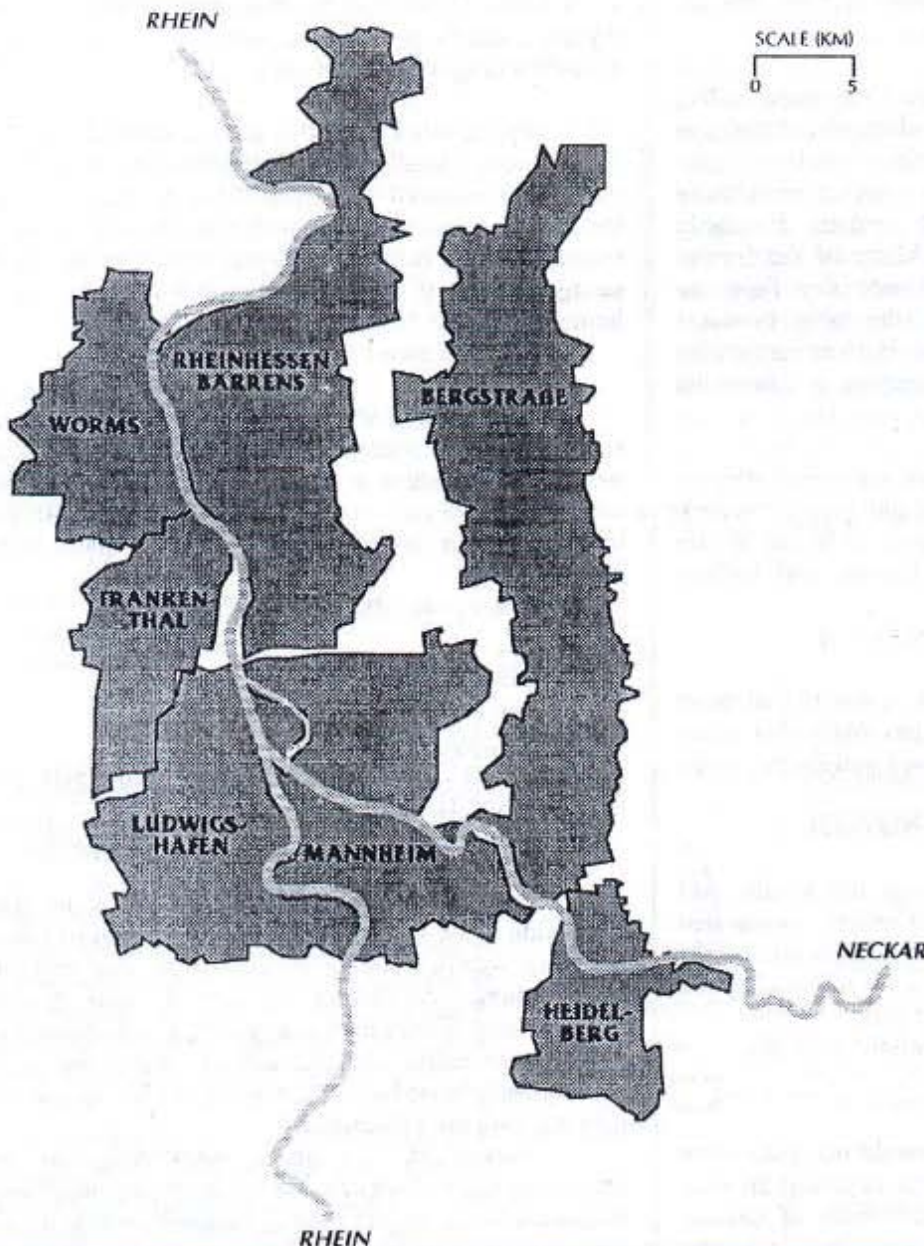 RHEIN
SCALE (KM)
0 5
RHEINHESSEN
BARRENS
BERGSTRAßE
WORMS
FRANKEN
THAL
LUDWIGS-
HAFEN
MANNHEIM
NECKAR
HEIDEL-
BERG
RHEIN